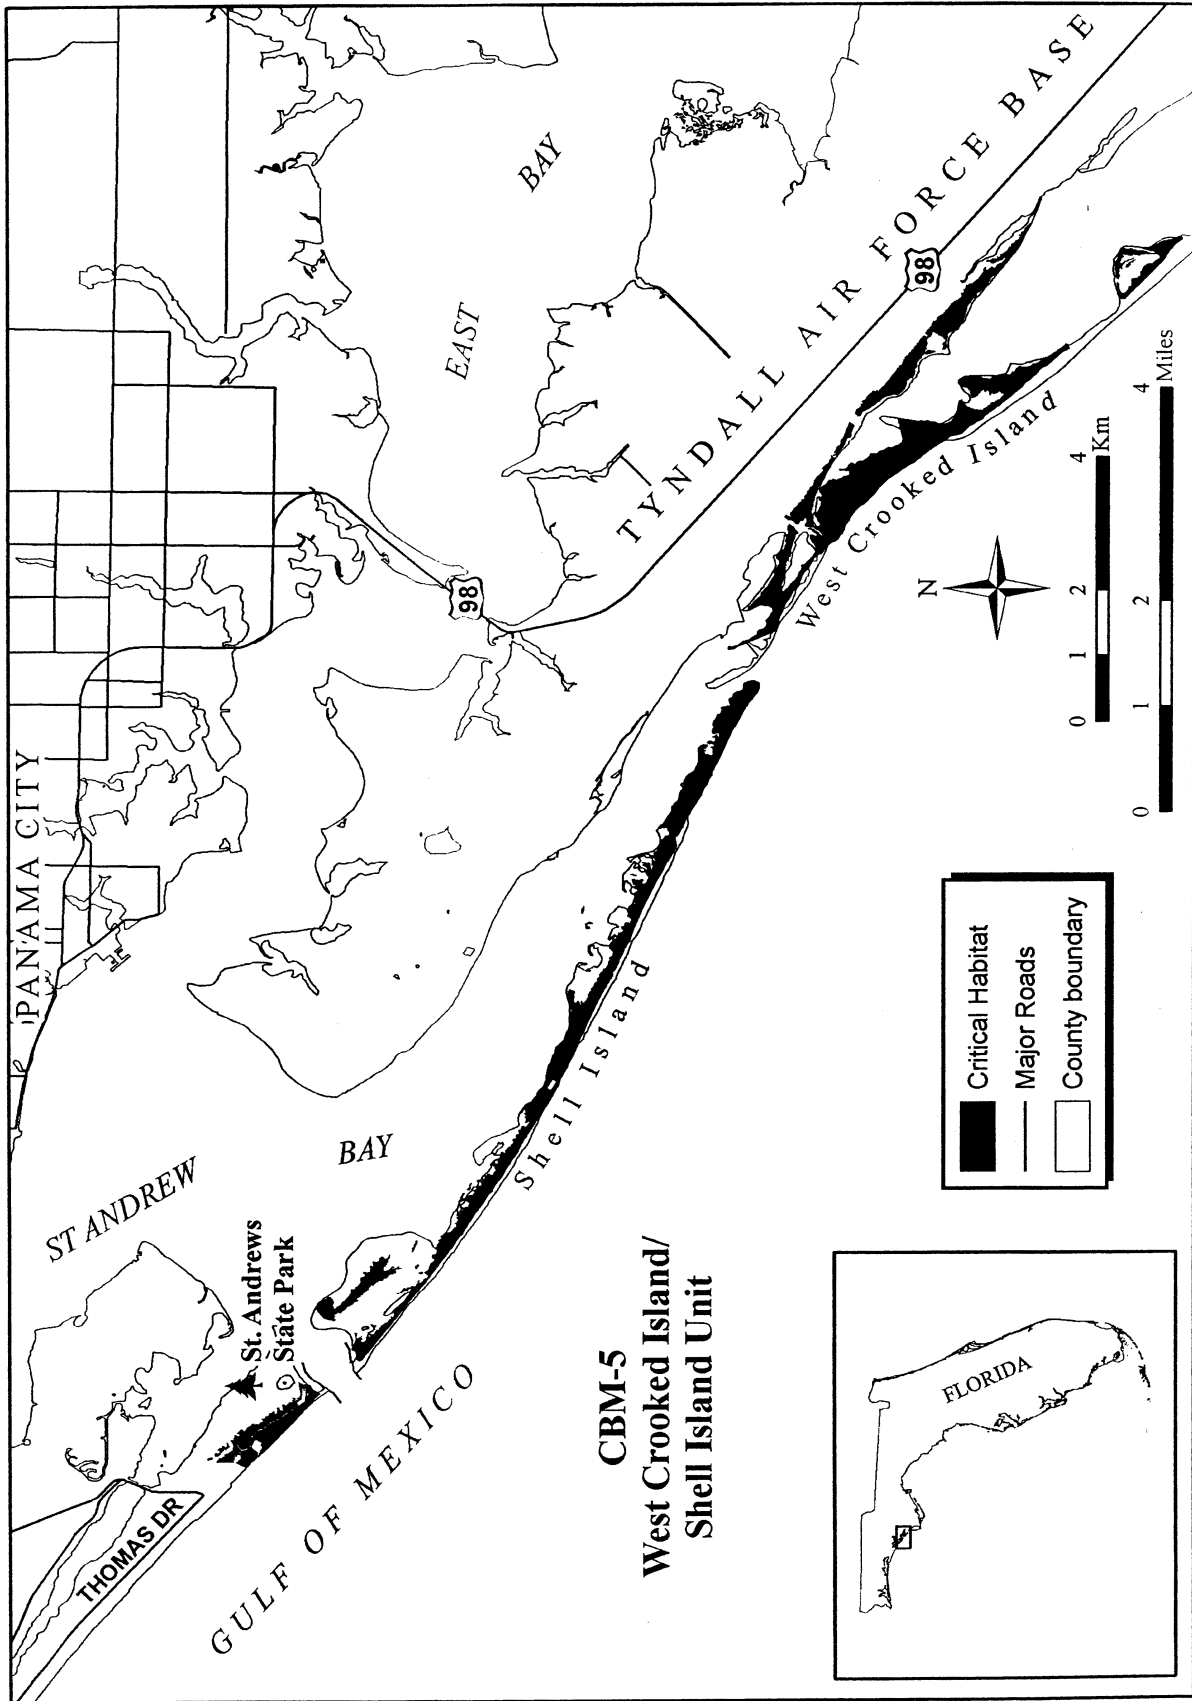 PANAMA CITY
ST ANDREW
BAY
EAST
BAY
98
TYNDALL AIR FORCE BASE
98
THOMAS DR
St. Andrews
State Park
GULF OF MEXICO
Shell Island
West Crooked Island
CBM-5
West Crooked Island/
Shell Island Unit
Critical Habitat
Major Roads
County boundary
N
0 1 2 4
Km
0 1 2 4
Miles
FLORIDA